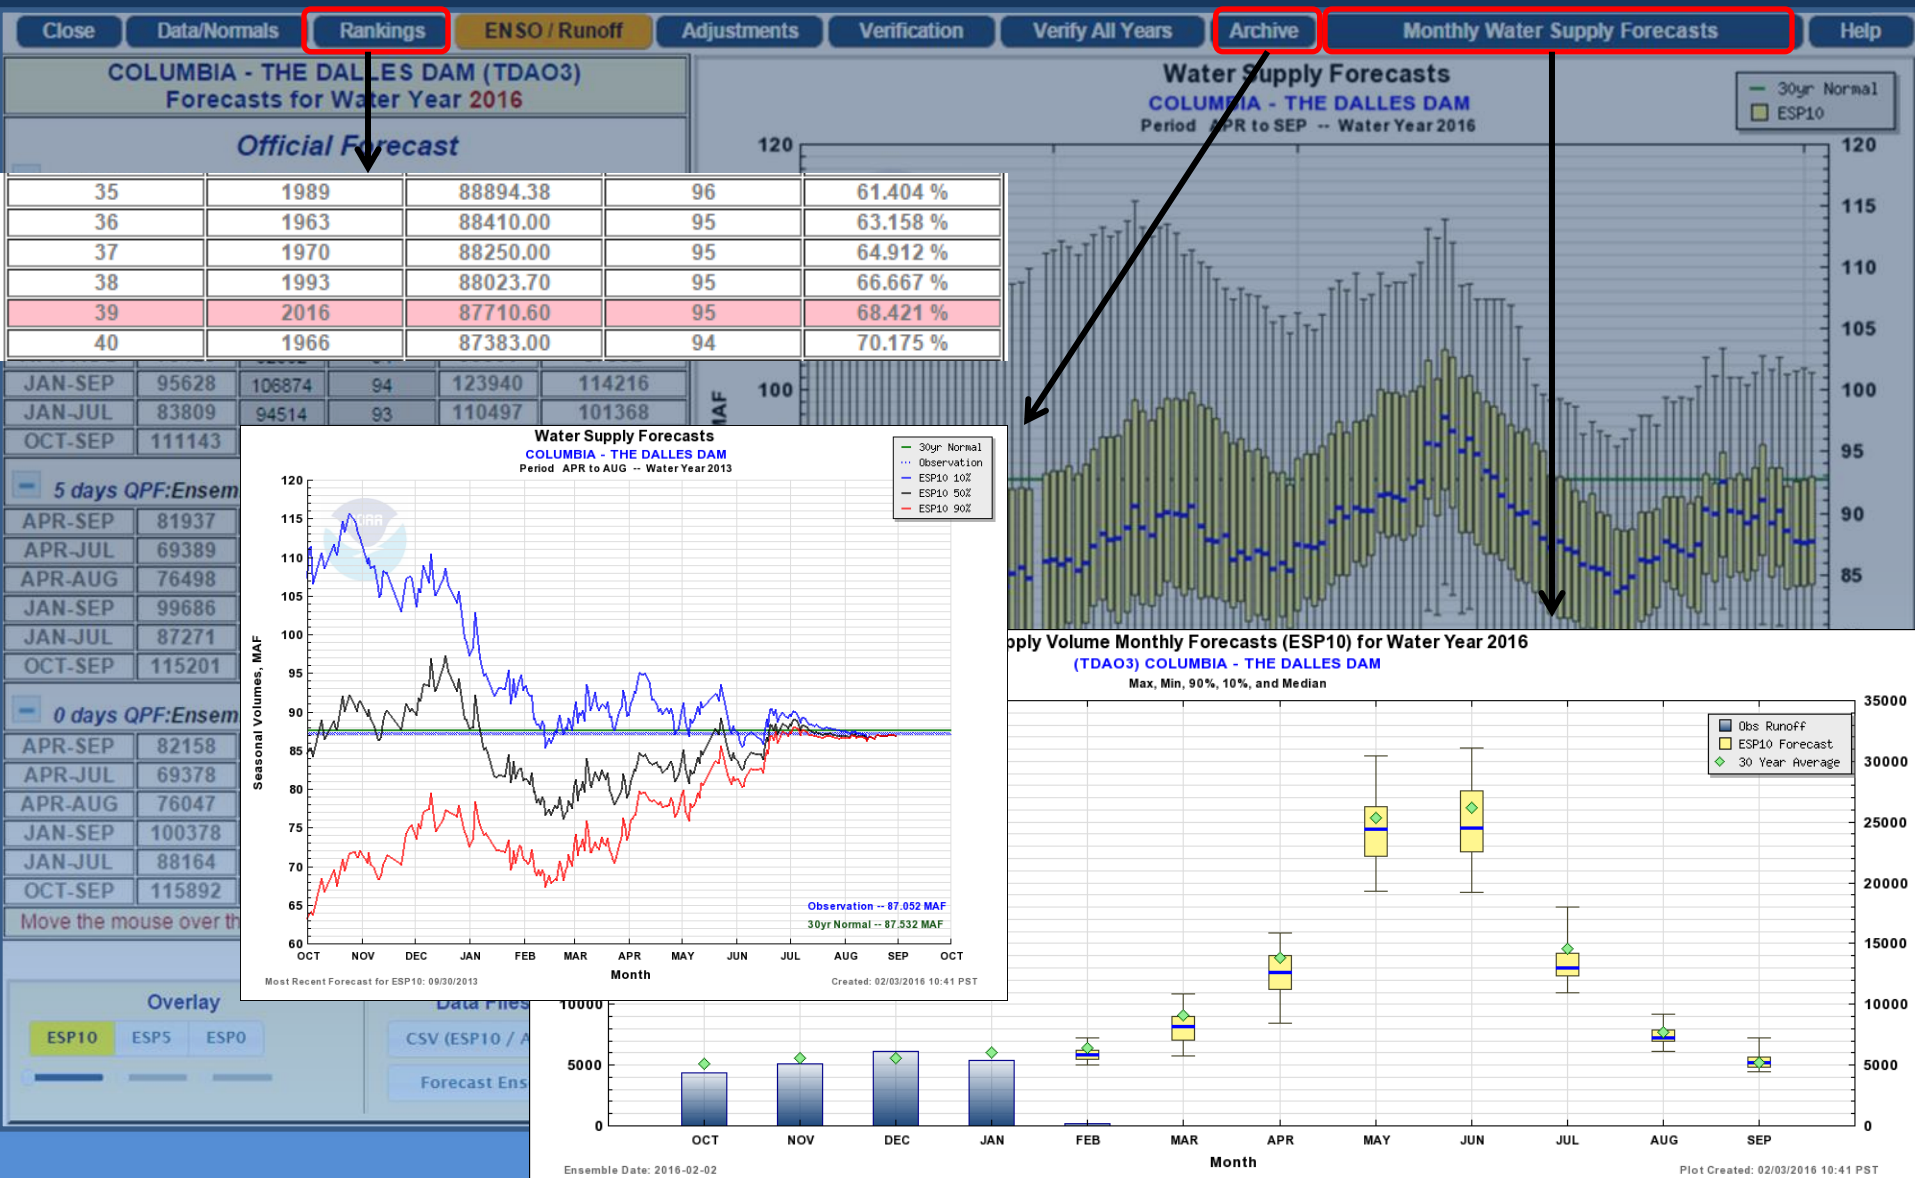 Close Data/Normals Rankings ENSO / Runoff Adjustments Verification Verify All Years Archive Monthly Water Supply Forecasts Help
COLUMBIA - THE DALLES DAM (TDAO3)
Forecasts for Water Year 2016
Official Forecast
35 1989 88894.38 96 61.404 %
36 1963 88410.00 95 63.158 %
37 1970 88250.00 95 64.912 %
38 1993 88023.70 95 66.667 %
39 2016 87710.60 95 68.421 %
40 1966 87383.00 94 70.175 %
JAN-SEP 95628 106874 94 123940 114216
JAN-JUL 83809 94514 93 110497 101368
OCT-SEP 111143
5 days QPF:Ensem
APR-SEP 81937
APR-JUL 69389
APR-AUG 76498
JAN-SEP 99686
JAN-JUL 87271
OCT-SEP 115201
0 days QPF:Ensem
APR-SEP 82158
APR-JUL 69378
APR-AUG 76047
JAN-SEP 100378
JAN-JUL 88164
OCT-SEP 115892
Move the mouse over th
Overlay
ESP10 ESP5 ESP0
Data Files
CSV (ESP10 / A
Forecast Ens
Water Supply Forecasts
COLUMBIA - THE DALLES DAM
Period APR to SEP -- Water Year 2016
30yr Normal
ESP10
120
100
MAF
120
115
110
105
100
95
90
85
Water Supply Forecasts
COLUMBIA - THE DALLES DAM
Period APR to AUG -- Water Year 2013
30yr Normal
Observation
ESP10 10%
ESP10 50%
ESP10 90%
Seasonal Volumes, MAF
120
115
110
105
100
95
90
85
80
75
70
65
60
Observation -- 87.052 MAF
30yr Normal -- 87.532 MAF
OCT NOV DEC JAN FEB MAR APR MAY JUN JUL AUG SEP OCT
Month
Most Recent Forecast for ESP10: 09/30/2013 Created: 02/03/2016 10:41 PST
pply Volume Monthly Forecasts (ESP10) for Water Year 2016
(TDAO3) COLUMBIA - THE DALLES DAM
Max, Min, 90%, 10%, and Median
Obs Runoff
ESP10 Forecast
30 Year Average
35000
30000
25000
20000
15000
10000 10000
5000 5000
0 0
OCT NOV DEC JAN FEB MAR APR MAY JUN JUL AUG SEP
Month
Ensemble Date: 2016-02-02 Plot Created: 02/03/2016 10:41 PST